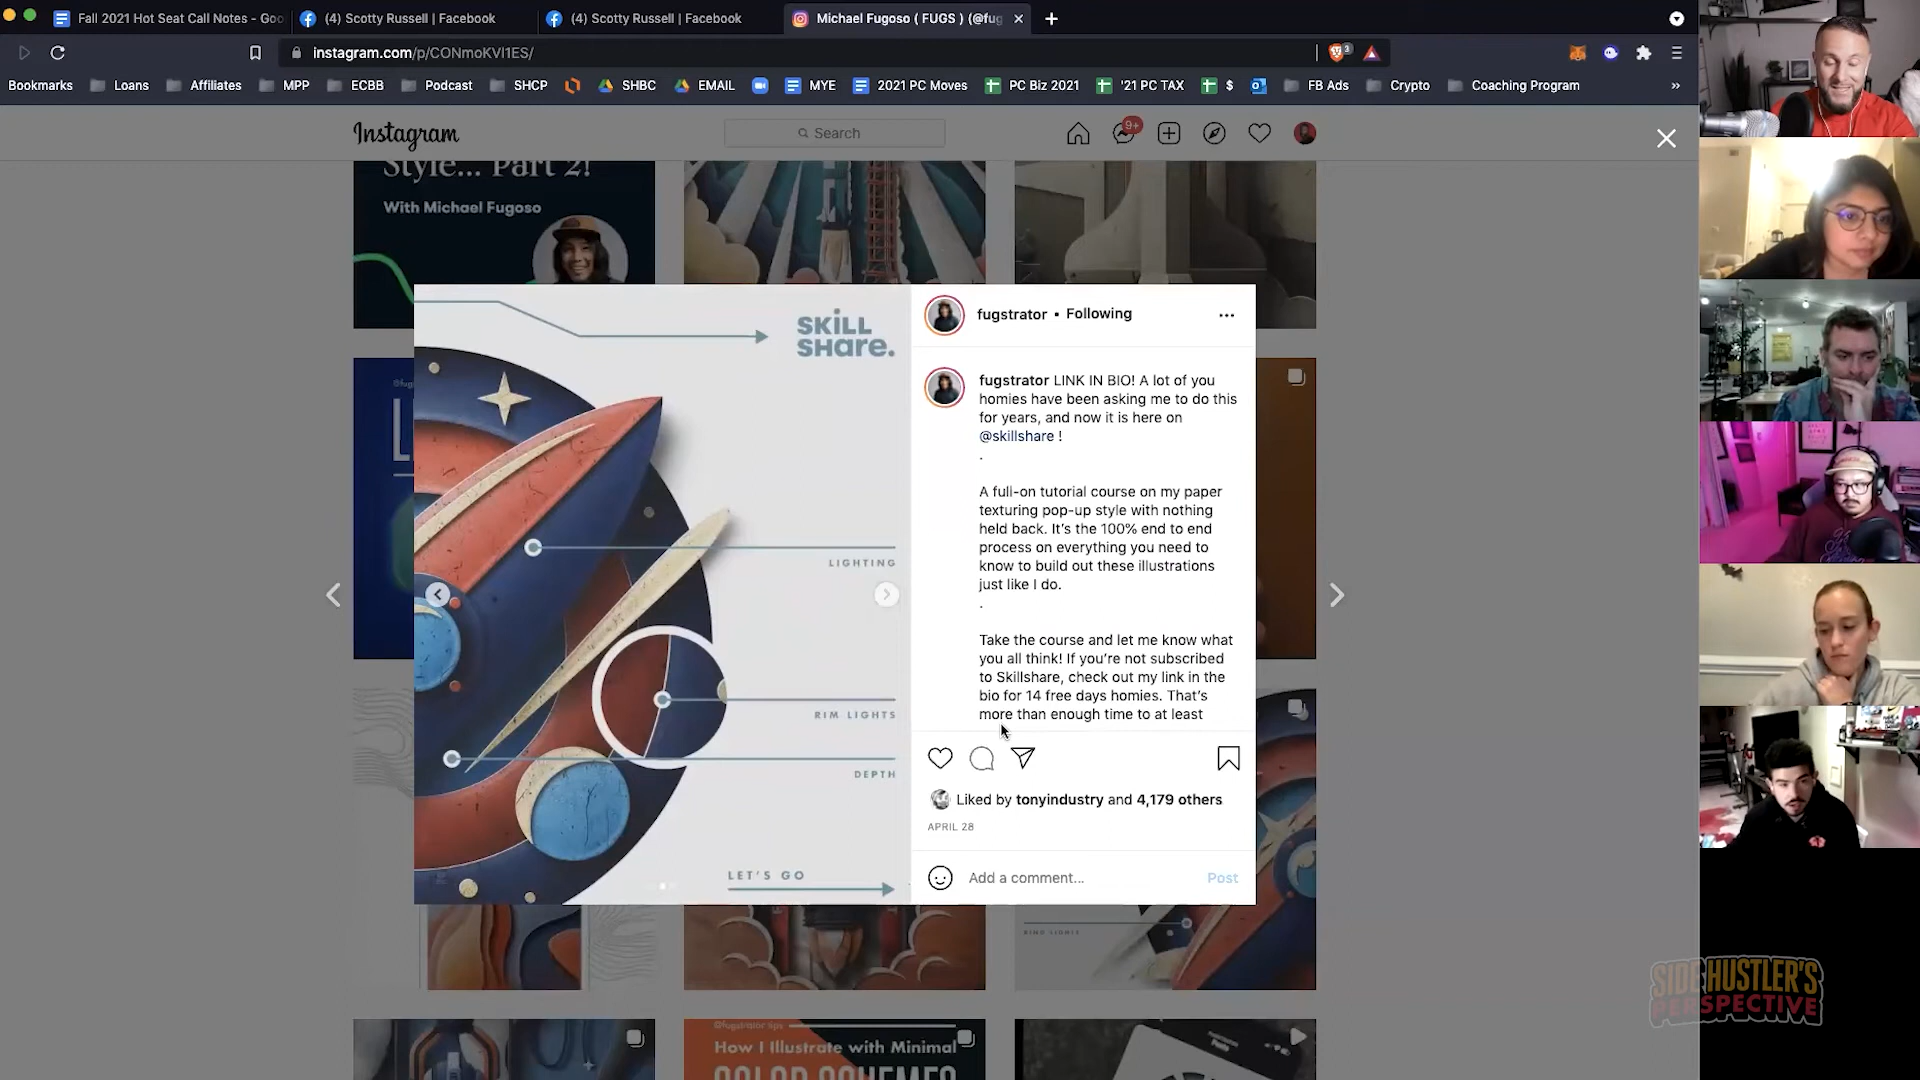 Fall 2021 Hot Seat Call Notes - Goo
(4) Scotty Russell | Facebook
(4) Scotty Russell | Facebook
Michael Fugoso ( FUGS ) (@fug
instagram.com/p/CONmoKVl1ES/
3
Bookmarks
Loans
Affiliates
MPP
ECBB
Podcast
SHCP
SHBC
EMAIL
MYE
2021 PC Moves
PC Biz 2021
'21 PC TAX
$
FB Ads
Crypto
Coaching Program
»
Instagram
Search
9+
Style... Part 2!
With Michael Fugoso
SKILL
SHARE.
LIGHTING
RIM LIGHTS
DEPTH
LET'S GO
fugstrator • Following
fugstrator LINK IN BIO! A lot of you
homies have been asking me to do this
for years, and now it is here on
@skillshare !
.
A full-on tutorial course on my paper
texturing pop-up style with nothing
held back. It's the 100% end to end
process on everything you need to
know to build out these illustrations
just like I do.
.
Take the course and let me know what
you all think! If you're not subscribed
to Skillshare, check out my link in the
bio for 14 free days homies. That's
more than enough time to at least
Liked by tonyindustry and 4,179 others
APRIL 28
Add a comment...
Post
RIM LIGHTS
@fugstrator tips
How I Illustrate with Minimal
COLOR SCHEMES
SIDE HUSTLER'S
PERSPECTIVE